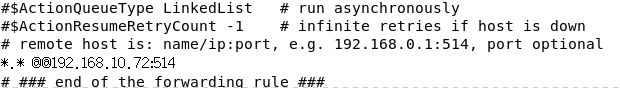 #$ActionQueueType LinkedList   # run asynchronously
#$ActionResumeRetryCount -1    # infinite retries if host is down
# remote host is: name/ip:port, e.g. 192.168.0.1:514, port optional
*.* @@192.168.10.72:514
# ### end of the forwarding rule ###